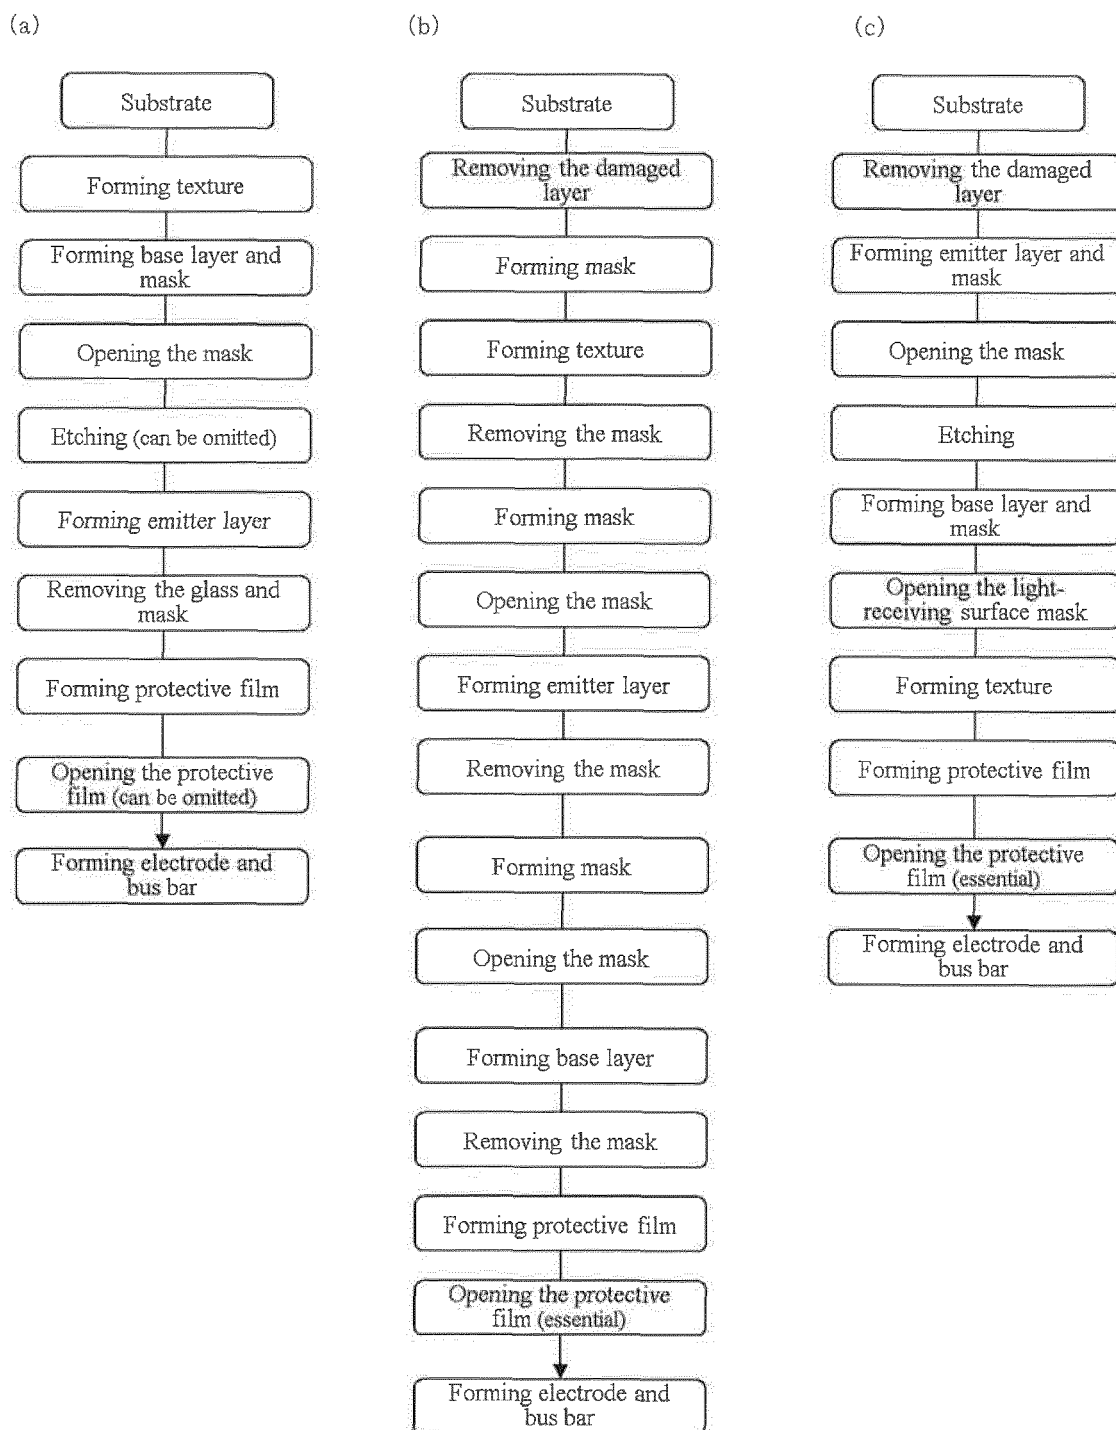 (a)
Substrate
Forming texture
Forming base layer and
mask
Opening the mask
Etching (can be omitted)
Forming emitter layer
Removing the glass and
mask
Forming protective film
Opening the protective
film (can be omitted)
Forming electrode and
bus bar
(b)
Substrate
Removing the damaged
layer
Forming mask
Forming texture
Removing the mask
Forming mask
Opening the mask
Forming emitter layer
Removing the mask
Forming mask
Opening the mask
Forming base layer
Removing the mask
Forming protective film
Opening the protective
film (essential)
Forming electrode and
bus bar
(c)
Substrate
Removing the damaged
layer
Forming emitter layer and
mask
Opening the mask
Etching
Forming base layer and
mask
Opening the light-
receiving surface mask
Forming texture
Forming protective film
Opening the protective
film (essential)
Forming electrode and
bus bar